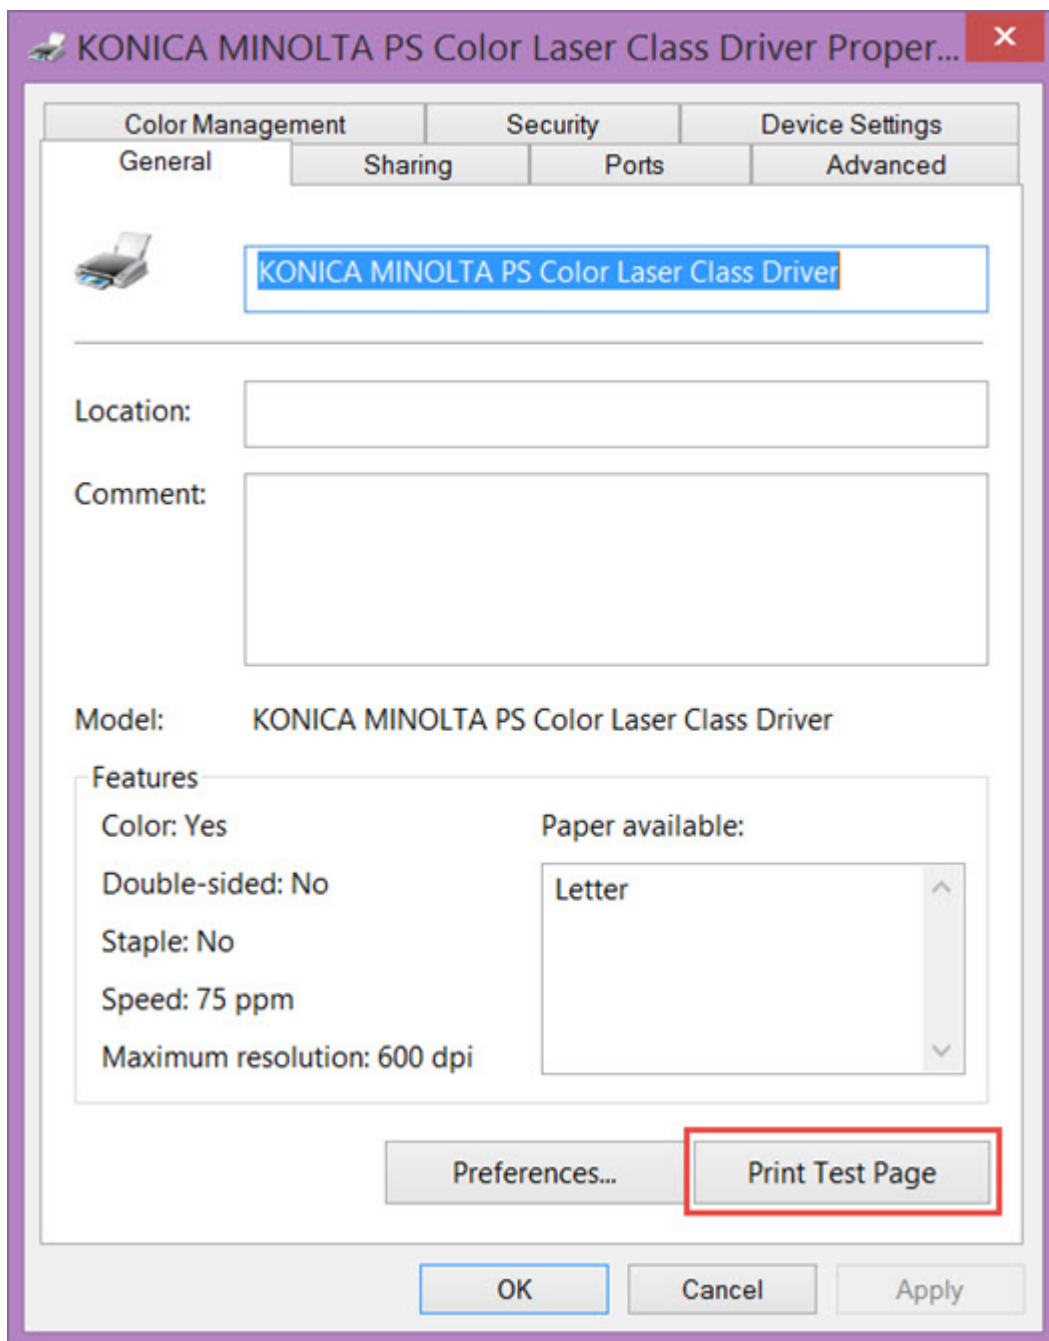 KONICA MINOLTA PS Color Laser Class Driver Proper...
Color Management Security Device Settings
General Sharing Ports Advanced
KONICA MINOLTA PS Color Laser Class Driver
Location:
Comment:
Model: KONICA MINOLTA PS Color Laser Class Driver
Features
Color: Yes Paper available:
Double-sided: No Letter
Staple: No
Speed: 75 ppm
Maximum resolution: 600 dpi
Preferences... Print Test Page
OK Cancel Apply